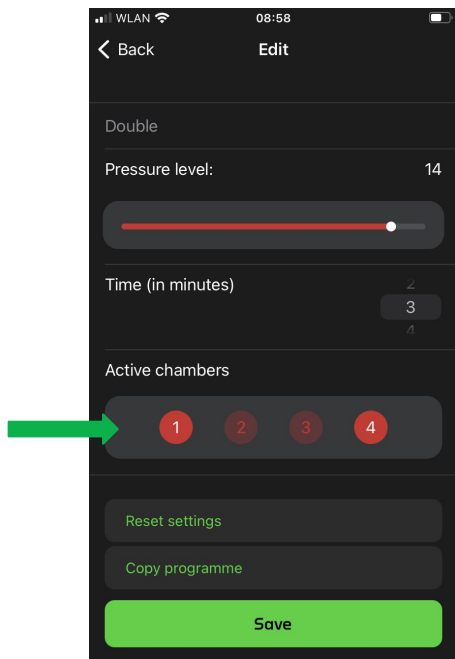 WLAN 08:58
Back Edit
Double
Pressure level: 14
2
Time (in minutes) 3
4
Active chambers
1 2 3 4
Reset settings
Copy programme
Save